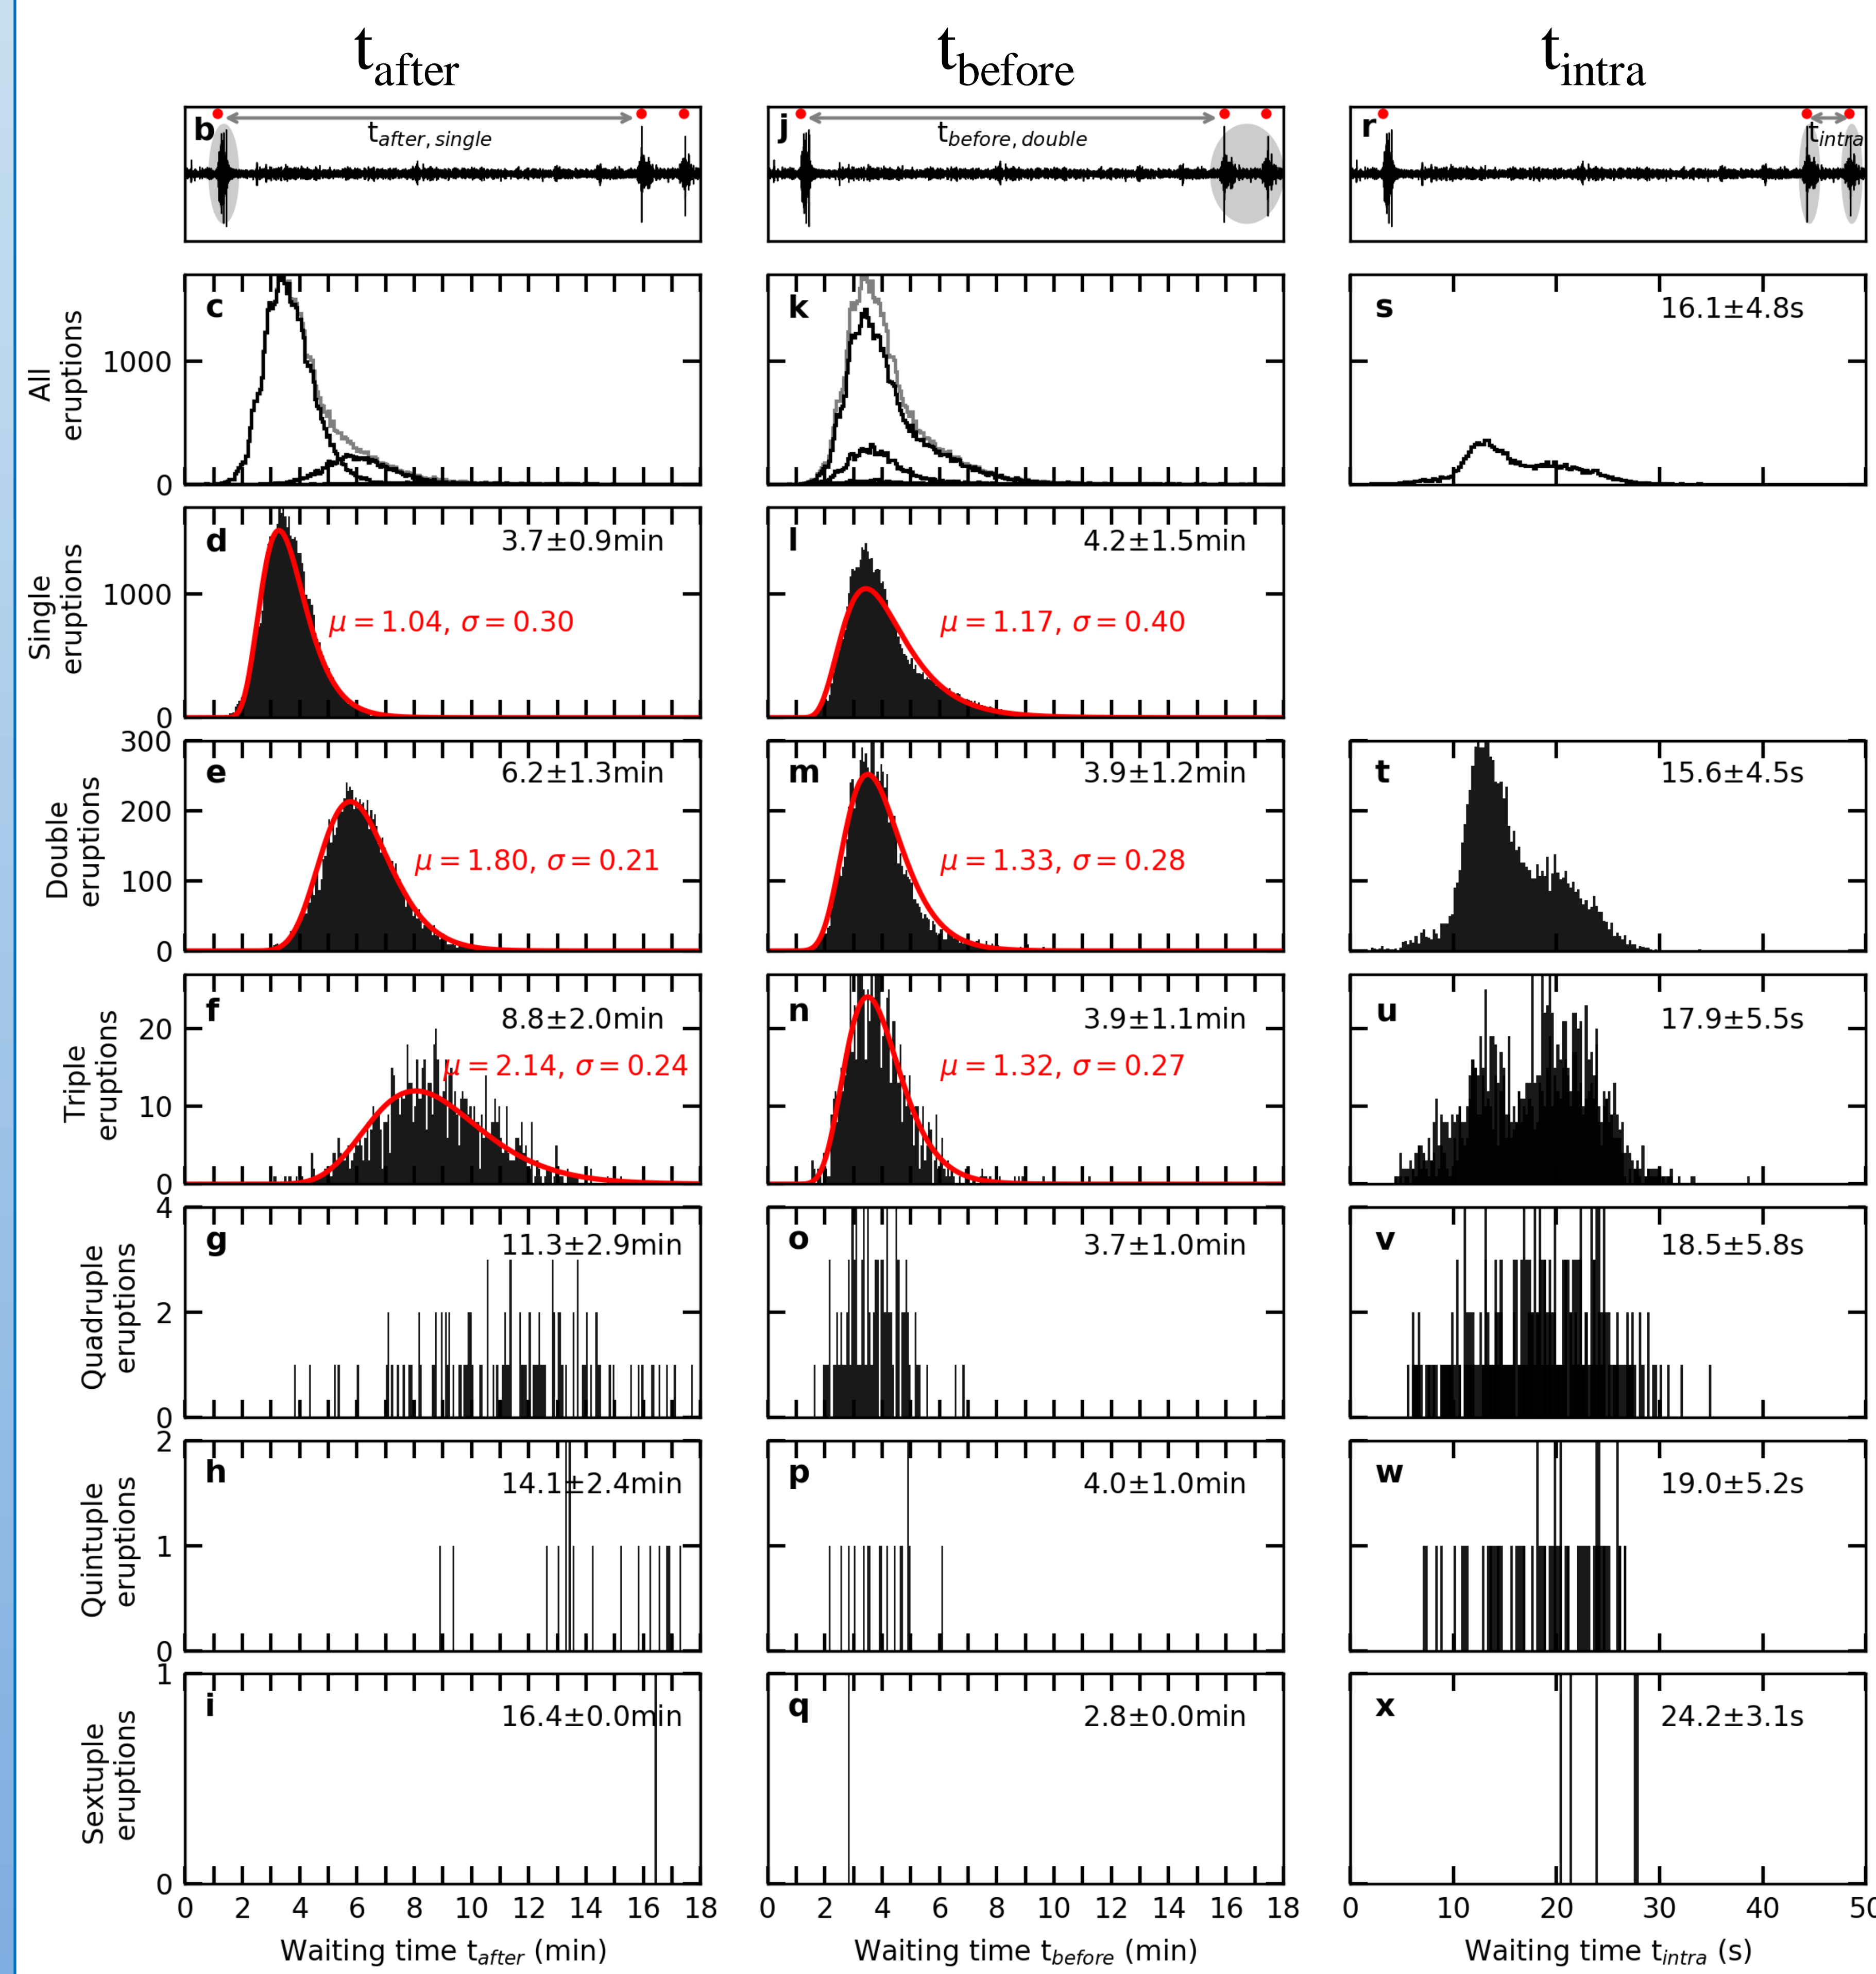 t_after t_before t_intra
b t_after, single
j t_before, double
r t_intra
All
eruptions
1000
0
c
k
s 16.1±4.8s
Single
eruptions
1000
0
d 3.7±0.9min
μ = 1.04, σ = 0.30
l 4.2±1.5min
μ = 1.17, σ = 0.40
Double
eruptions
300
200
100
0
e 6.2±1.3min
μ = 1.80, σ = 0.21
m 3.9±1.2min
μ = 1.33, σ = 0.28
t 15.6±4.5s
Triple
eruptions
20
10
0
f 8.8±2.0min
μ = 2.14, σ = 0.24
n 3.9±1.1min
μ = 1.32, σ = 0.27
u 17.9±5.5s
Quadruple
eruptions
4
2
0
g 11.3±2.9min
o 3.7±1.0min
v 18.5±5.8s
Quintuple
eruptions
2
1
0
h 14.1±2.4min
p 4.0±1.0min
w 19.0±5.2s
Sextuple
eruptions
1
0
i 16.4±0.0min
q 2.8±0.0min
x 24.2±3.1s
0 2 4 6 8 10 12 14 16 18
0 2 4 6 8 10 12 14 16 18
0 10 20 30 40 50
Waiting time t_after (min)
Waiting time t_before (min)
Waiting time t_intra (s)